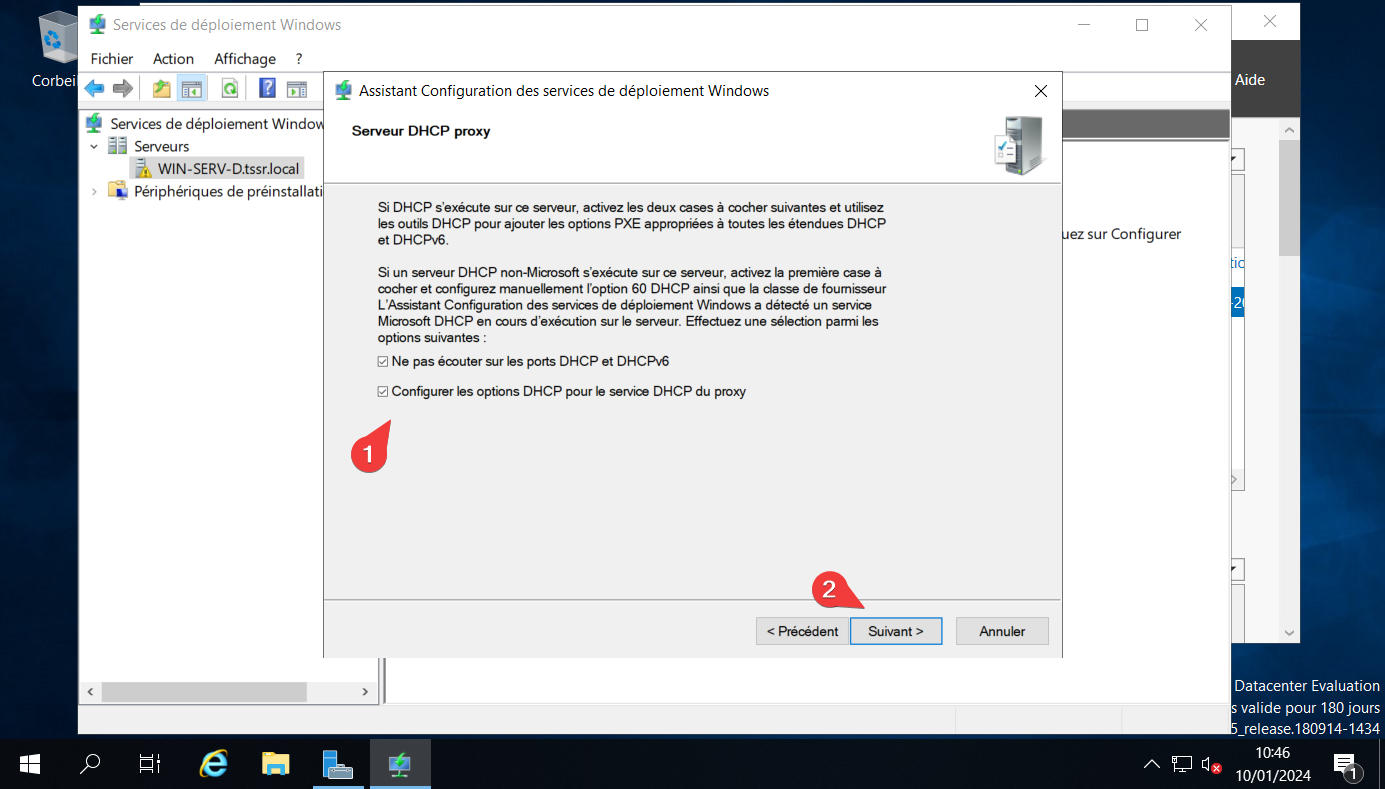 Corbei
Services de déploiement Windows
Fichier Action Affichage ?
Aide
Services de déploiement Window
Serveurs
WIN-SERV-D.tssr.local
Périphériques de préinstallati
Assistant Configuration des services de déploiement Windows
Serveur DHCP proxy
Si DHCP s'exécute sur ce serveur, activez les deux cases à cocher suivantes et utilisez
les outils DHCP pour ajouter les options PXE appropriées à toutes les étendues DHCP
et DHCPv6.
Si un serveur DHCP non-Microsoft s'exécute sur ce serveur, activez la première case à
cocher et configurez manuellement l'option 60 DHCP ainsi que la classe de fournisseur
L'Assistant Configuration des services de déploiement Windows a détecté un service
Microsoft DHCP en cours d'exécution sur le serveur. Effectuez une sélection parmi les
options suivantes :
Ne pas écouter sur les ports DHCP et DHCPv6
Configurer les options DHCP pour le service DHCP du proxy
1
2
< Précédent Suivant > Annuler
uez sur Configurer
tio
-20
Datacenter Evaluation
s valide pour 180 jours
5_release.180914-1434
10:46
10/01/2024
1